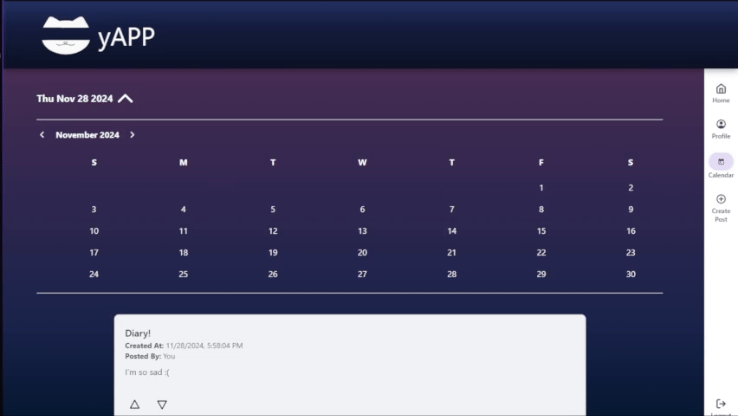 yAPP
Thu Nov 28 2024
November 2024
S M T W T F S
1 2
3 4 5 6 7 8 9
10 11 12 13 14 15 16
17 18 19 20 21 22 23
24 25 26 27 28 29 30
Diary!
Created At: 11/28/2024, 5:58:04 PM
Posted By: You
I'm so sad :(
Home
Profile
Calendar
Create
Post